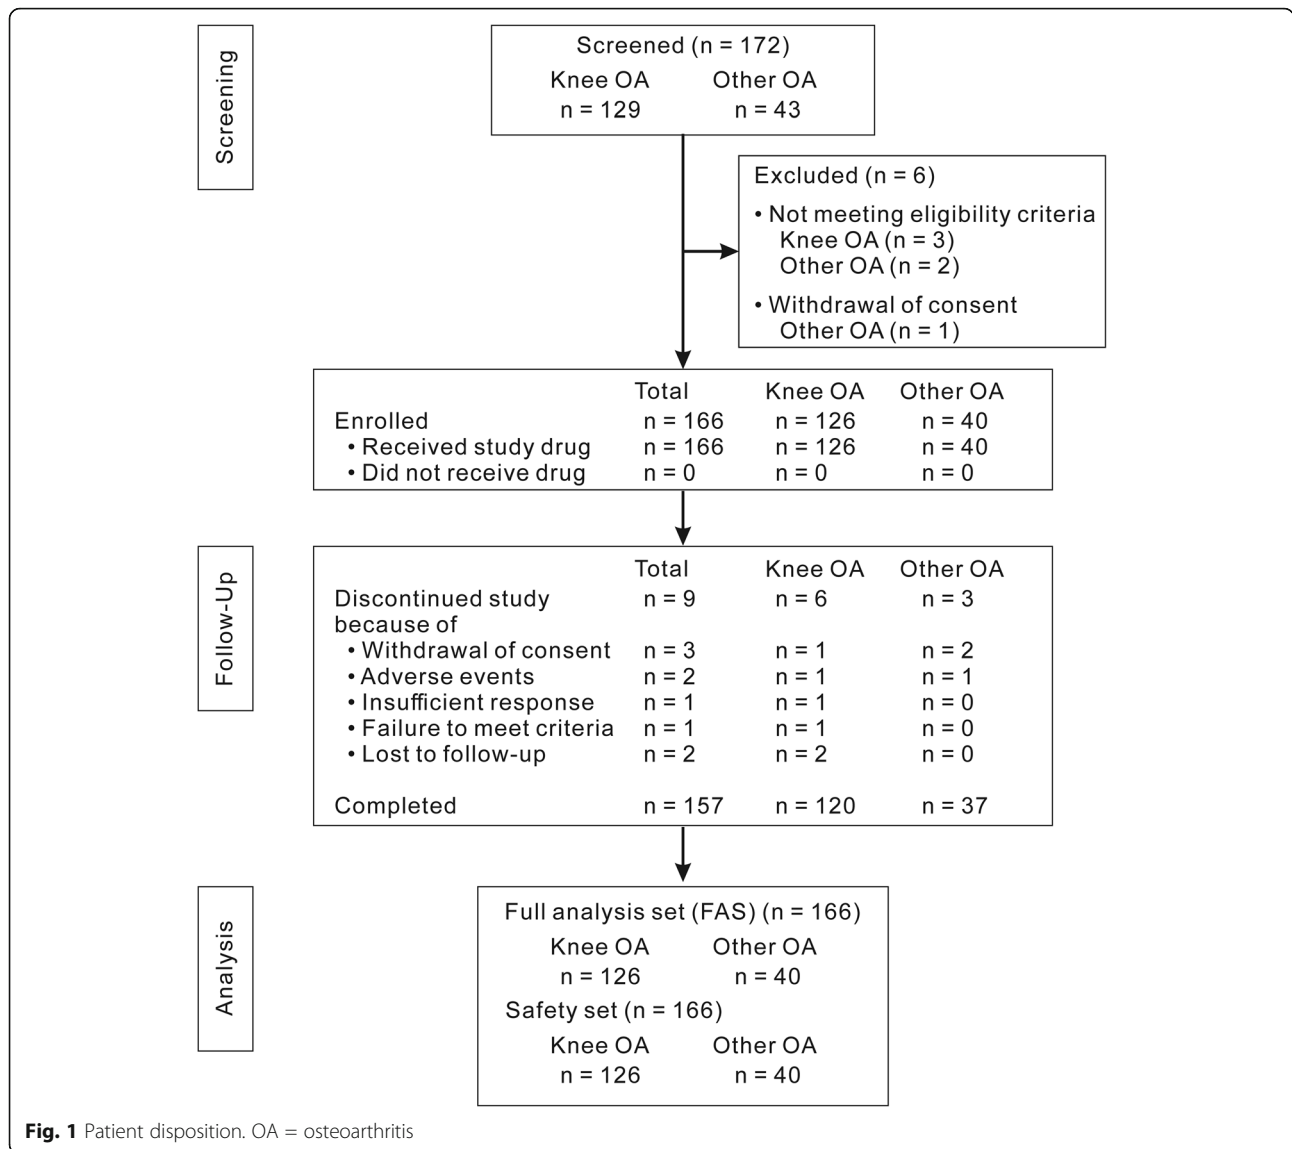 Screening
Screened (n = 172)
Knee OA Other OA
n = 129 n = 43
Excluded (n = 6)
• Not meeting eligibility criteria
Knee OA (n = 3)
Other OA (n = 2)
• Withdrawal of consent
Other OA (n = 1)
Total Knee OA Other OA
Enrolled n = 166 n = 126 n = 40
• Received study drug n = 166 n = 126 n = 40
• Did not receive drug n = 0 n = 0 n = 0
Follow-Up
Total Knee OA Other OA
Discontinued study n = 9 n = 6 n = 3
because of
• Withdrawal of consent n = 3 n = 1 n = 2
• Adverse events n = 2 n = 1 n = 1
• Insufficient response n = 1 n = 1 n = 0
• Failure to meet criteria n = 1 n = 1 n = 0
• Lost to follow-up n = 2 n = 2 n = 0
Completed n = 157 n = 120 n = 37
Analysis
Full analysis set (FAS) (n = 166)
Knee OA Other OA
n = 126 n = 40
Safety set (n = 166)
Knee OA Other OA
n = 126 n = 40
Fig. 1 Patient disposition. OA = osteoarthritis